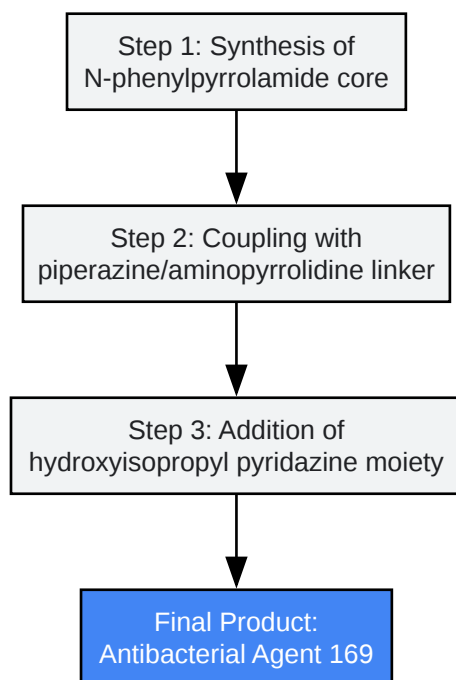 Step 1: Synthesis of
N-phenylpyrrolamide core
Step 2: Coupling with
piperazine/aminopyrrolidine linker
Step 3: Addition of
hydroxyisopropyl pyridazine moiety
Final Product:
Antibacterial Agent 169